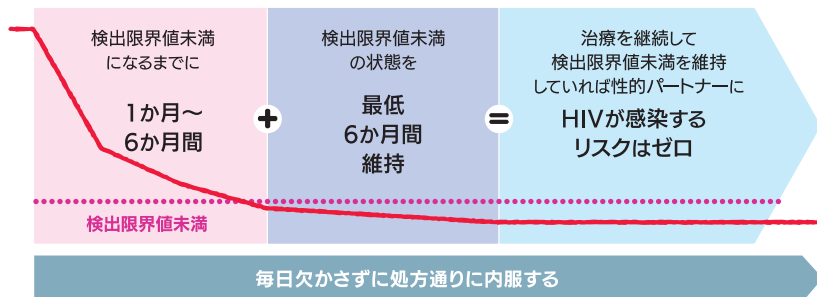 検出限界値未満
になるまでに
1か月〜
6か月間
+
検出限界値未満
の状態を
最低
6か月間
維持
=
治療を継続して
検出限界値未満を維持
していれば性的パートナーに
HIVが感染する
リスクはゼロ
検出限界値未満
毎日欠かさずに処方通りに内服する